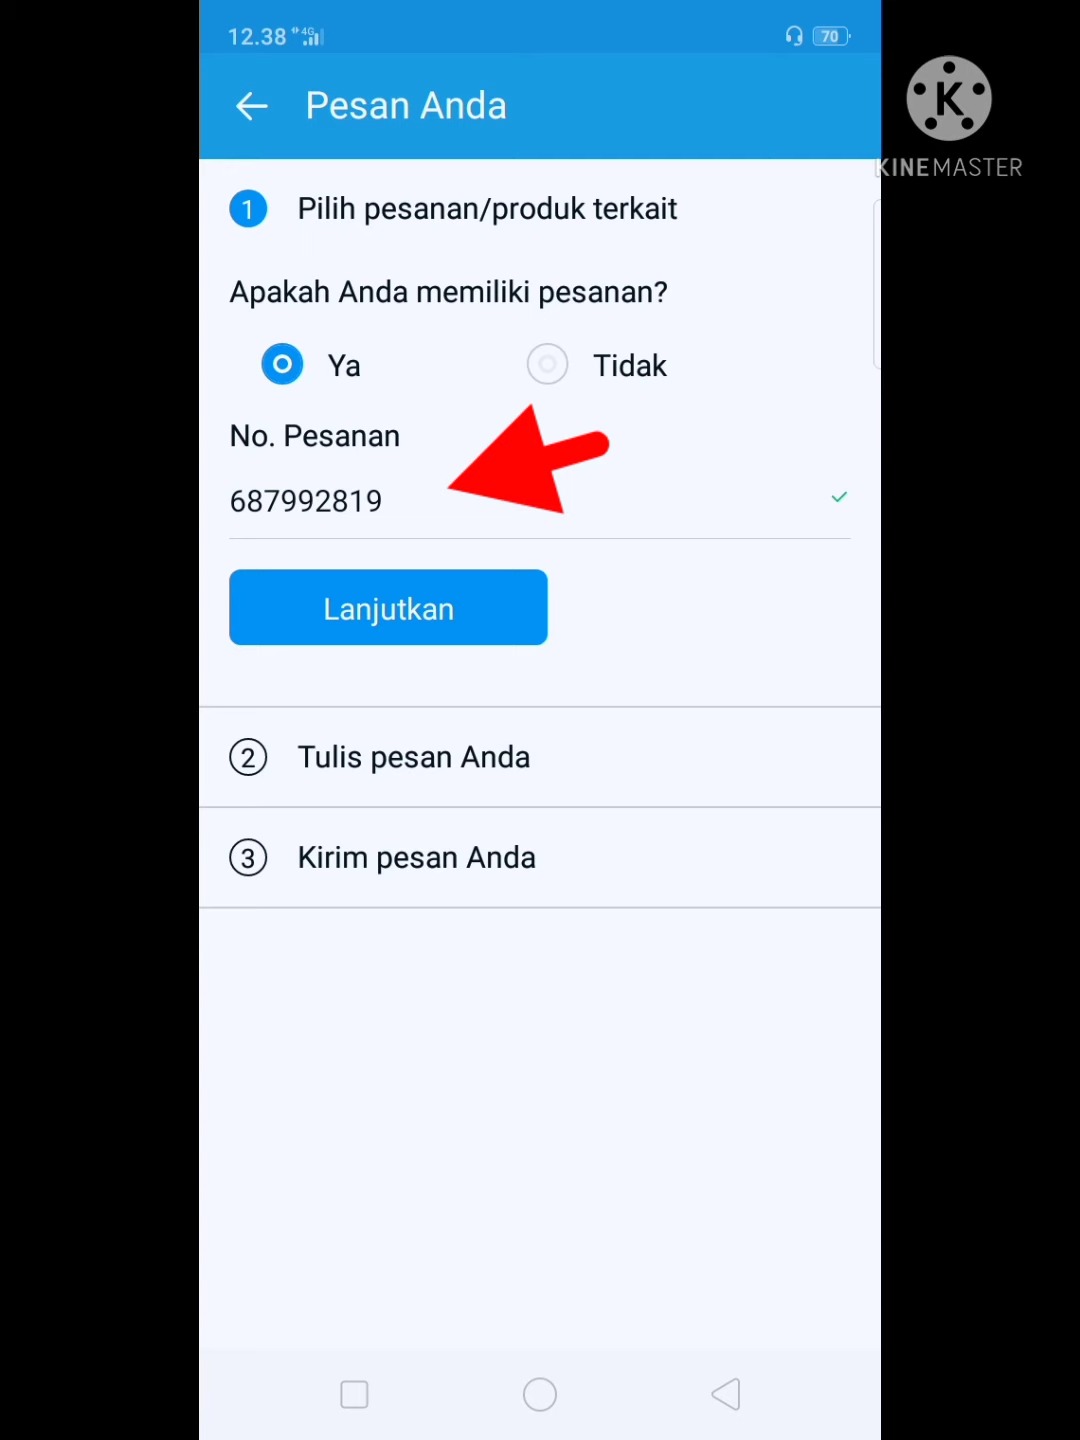 12.38 4G 70
Pesan Anda
KINEMASTER
1 Pilih pesanan/produk terkait
Apakah Anda memiliki pesanan?
Ya Tidak
No. Pesanan
687992819
Lanjutkan
2 Tulis pesan Anda
3 Kirim pesan Anda